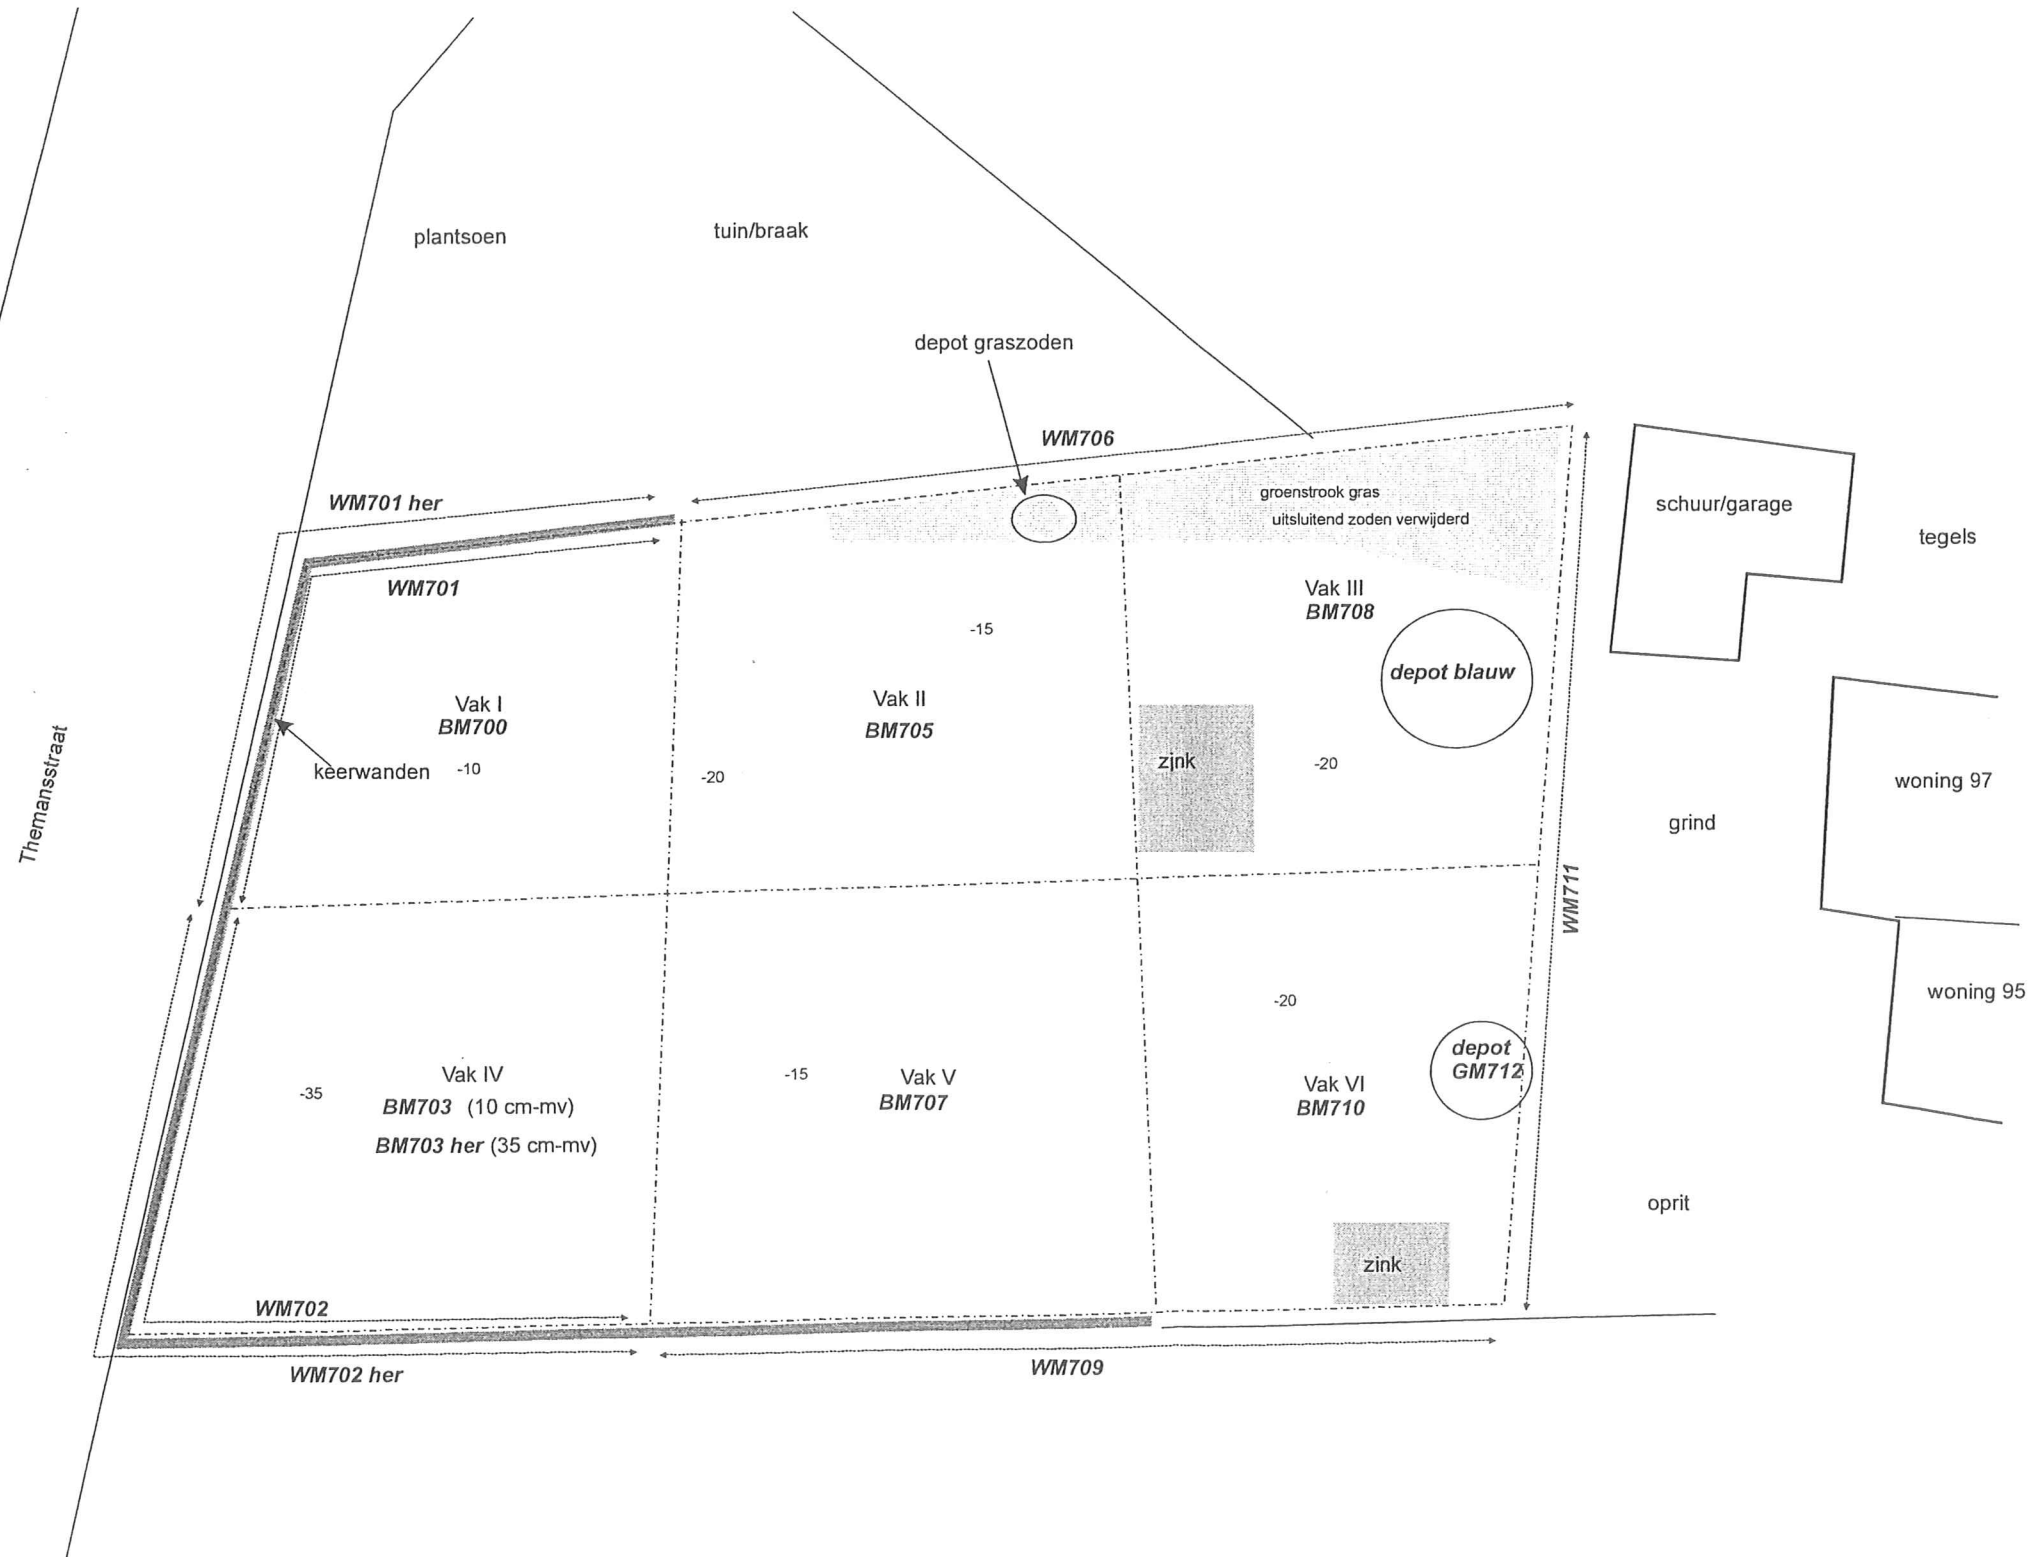 plantsoen
tuin/braak
depot graszoden
WM706
WM701 her
groenstrook gras
uitsluitend zoden verwijderd
schuur/garage
tegels
WM701
Vak III
BM708
-15
depot blauw
Vak I
BM700
-10
keerwanden
Vak II
BM705
-20
zink
-20
woning 97
grind
Themansstraat
WM711
woning 95
-20
depot
GM712
Vak IV
-35
BM703 (10 cm-mv)
BM703 her (35 cm-mv)
-15
Vak V
BM707
Vak VI
BM710
oprit
zink
WM702
WM702 her
WM709